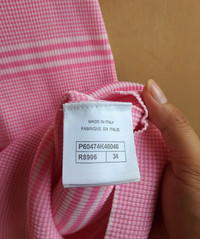 MADE IN ITALY
FABRIQUE EN ITALIE
P60474K46046
R8906 34